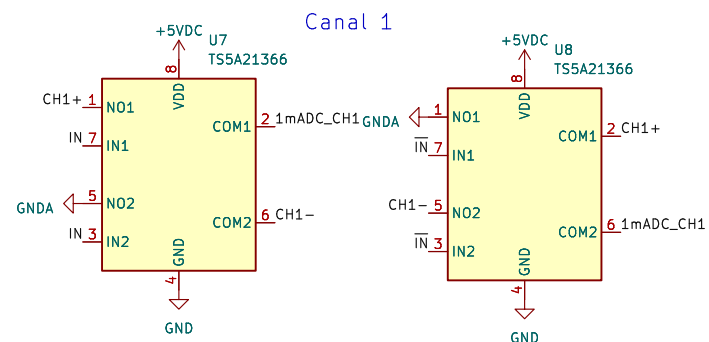 Canal 1
+5VDC
U7
TS5A21366
8
VDD
CH1+
1
NO1
IN
7
IN1
COM1
2
1mADC_CH1
GNDA
5
NO2
IN
3
IN2
COM2
6
CH1-
GND
4
GND
+5VDC
U8
TS5A21366
8
VDD
GNDA
1
NO1
IN
7
IN1
COM1
2
CH1+
CH1-
5
NO2
IN
3
IN2
COM2
6
1mADC_CH1
GND
4
GND